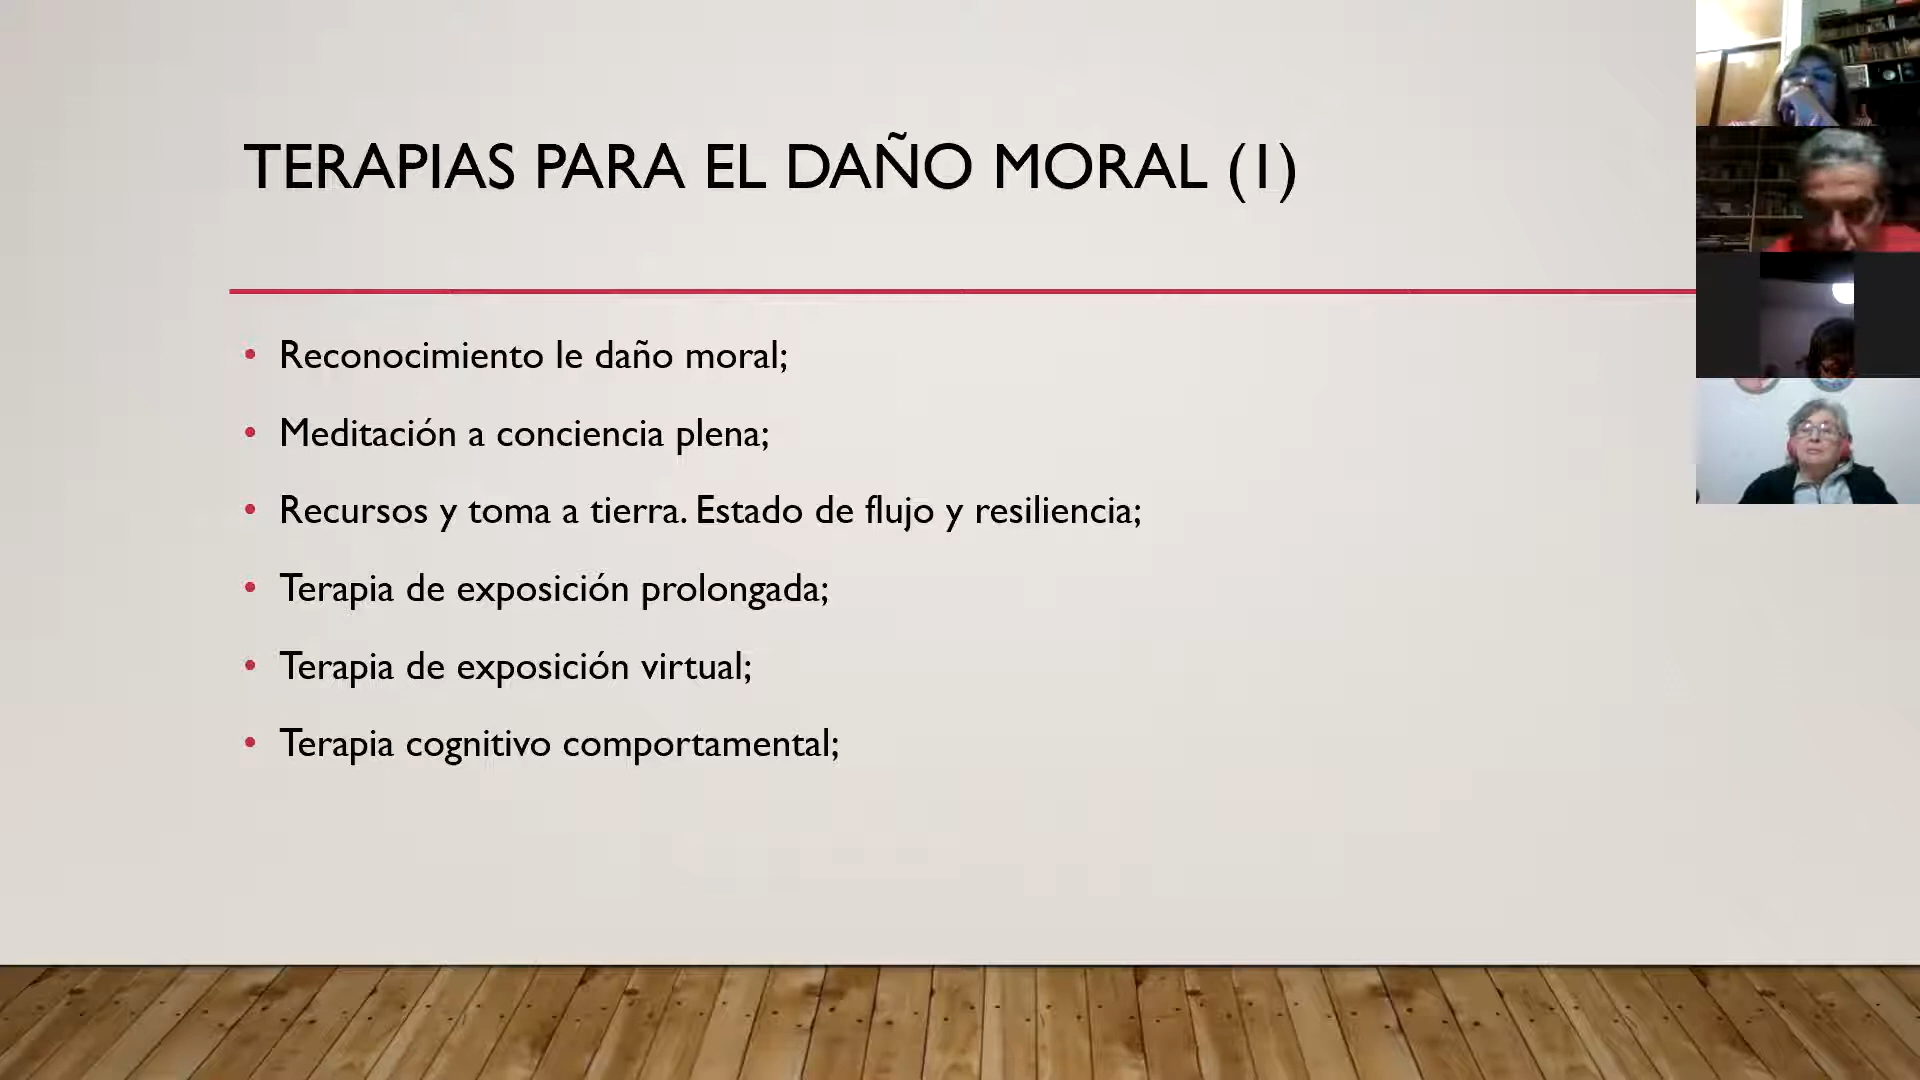 TERAPIAS PARA EL DAÑO MORAL (1)
• Reconocimiento le daño moral;
• Meditación a conciencia plena;
• Recursos y toma a tierra. Estado de flujo y resiliencia;
• Terapia de exposición prolongada;
• Terapia de exposición virtual;
• Terapia cognitivo comportamental;